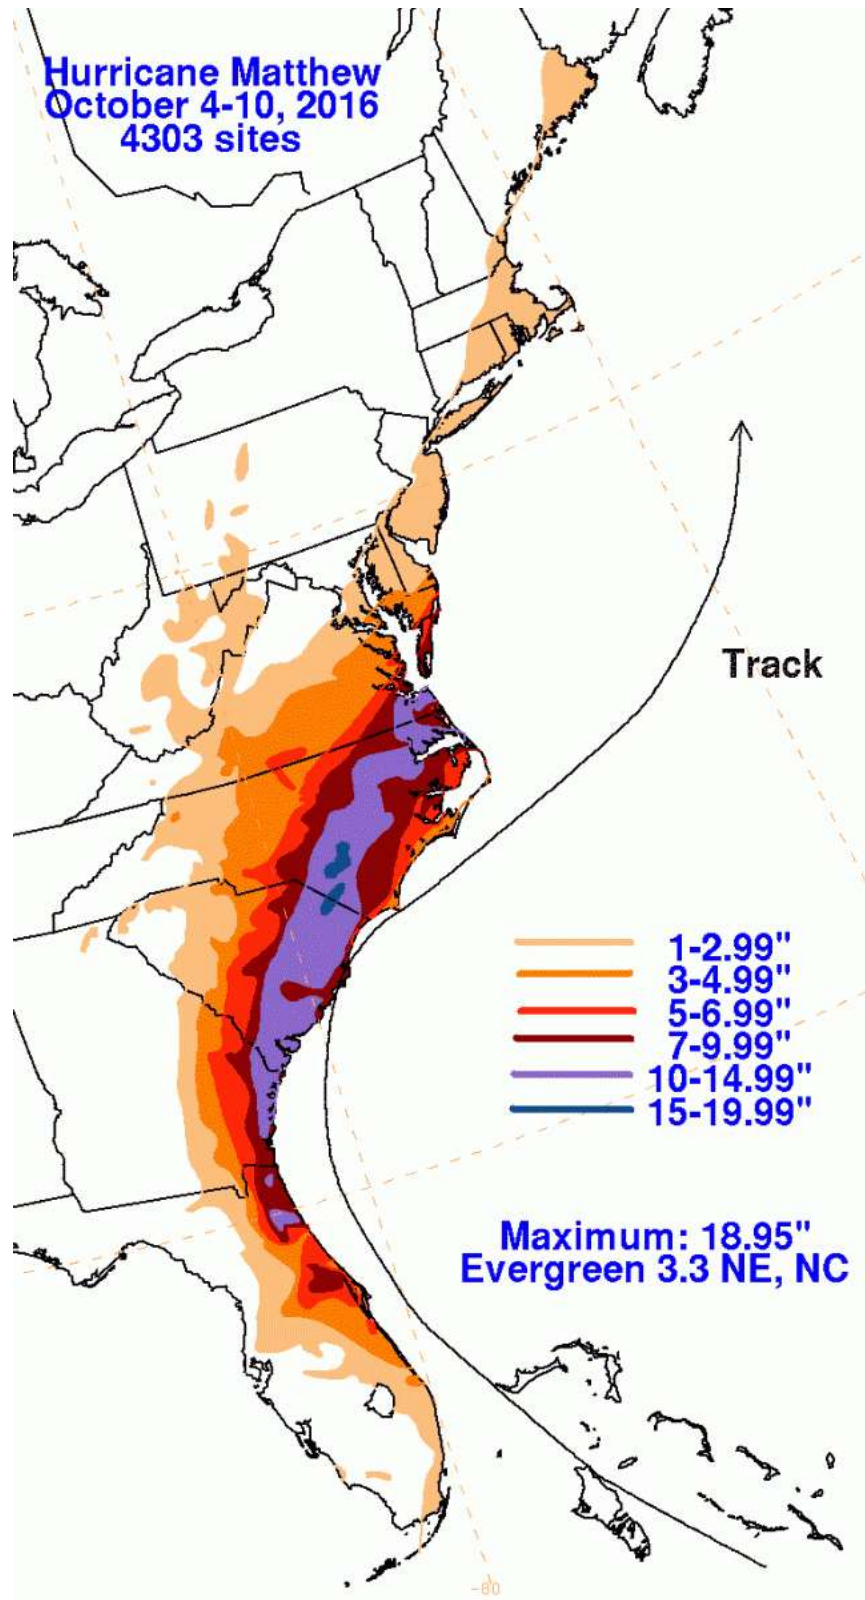 Hurricane Matthew
October 4-10, 2016
4303 sites
Track
1-2.99"
3-4.99"
5-6.99"
7-9.99"
10-14.99"
15-19.99"
Maximum: 18.95"
Evergreen 3.3 NE, NC
-80